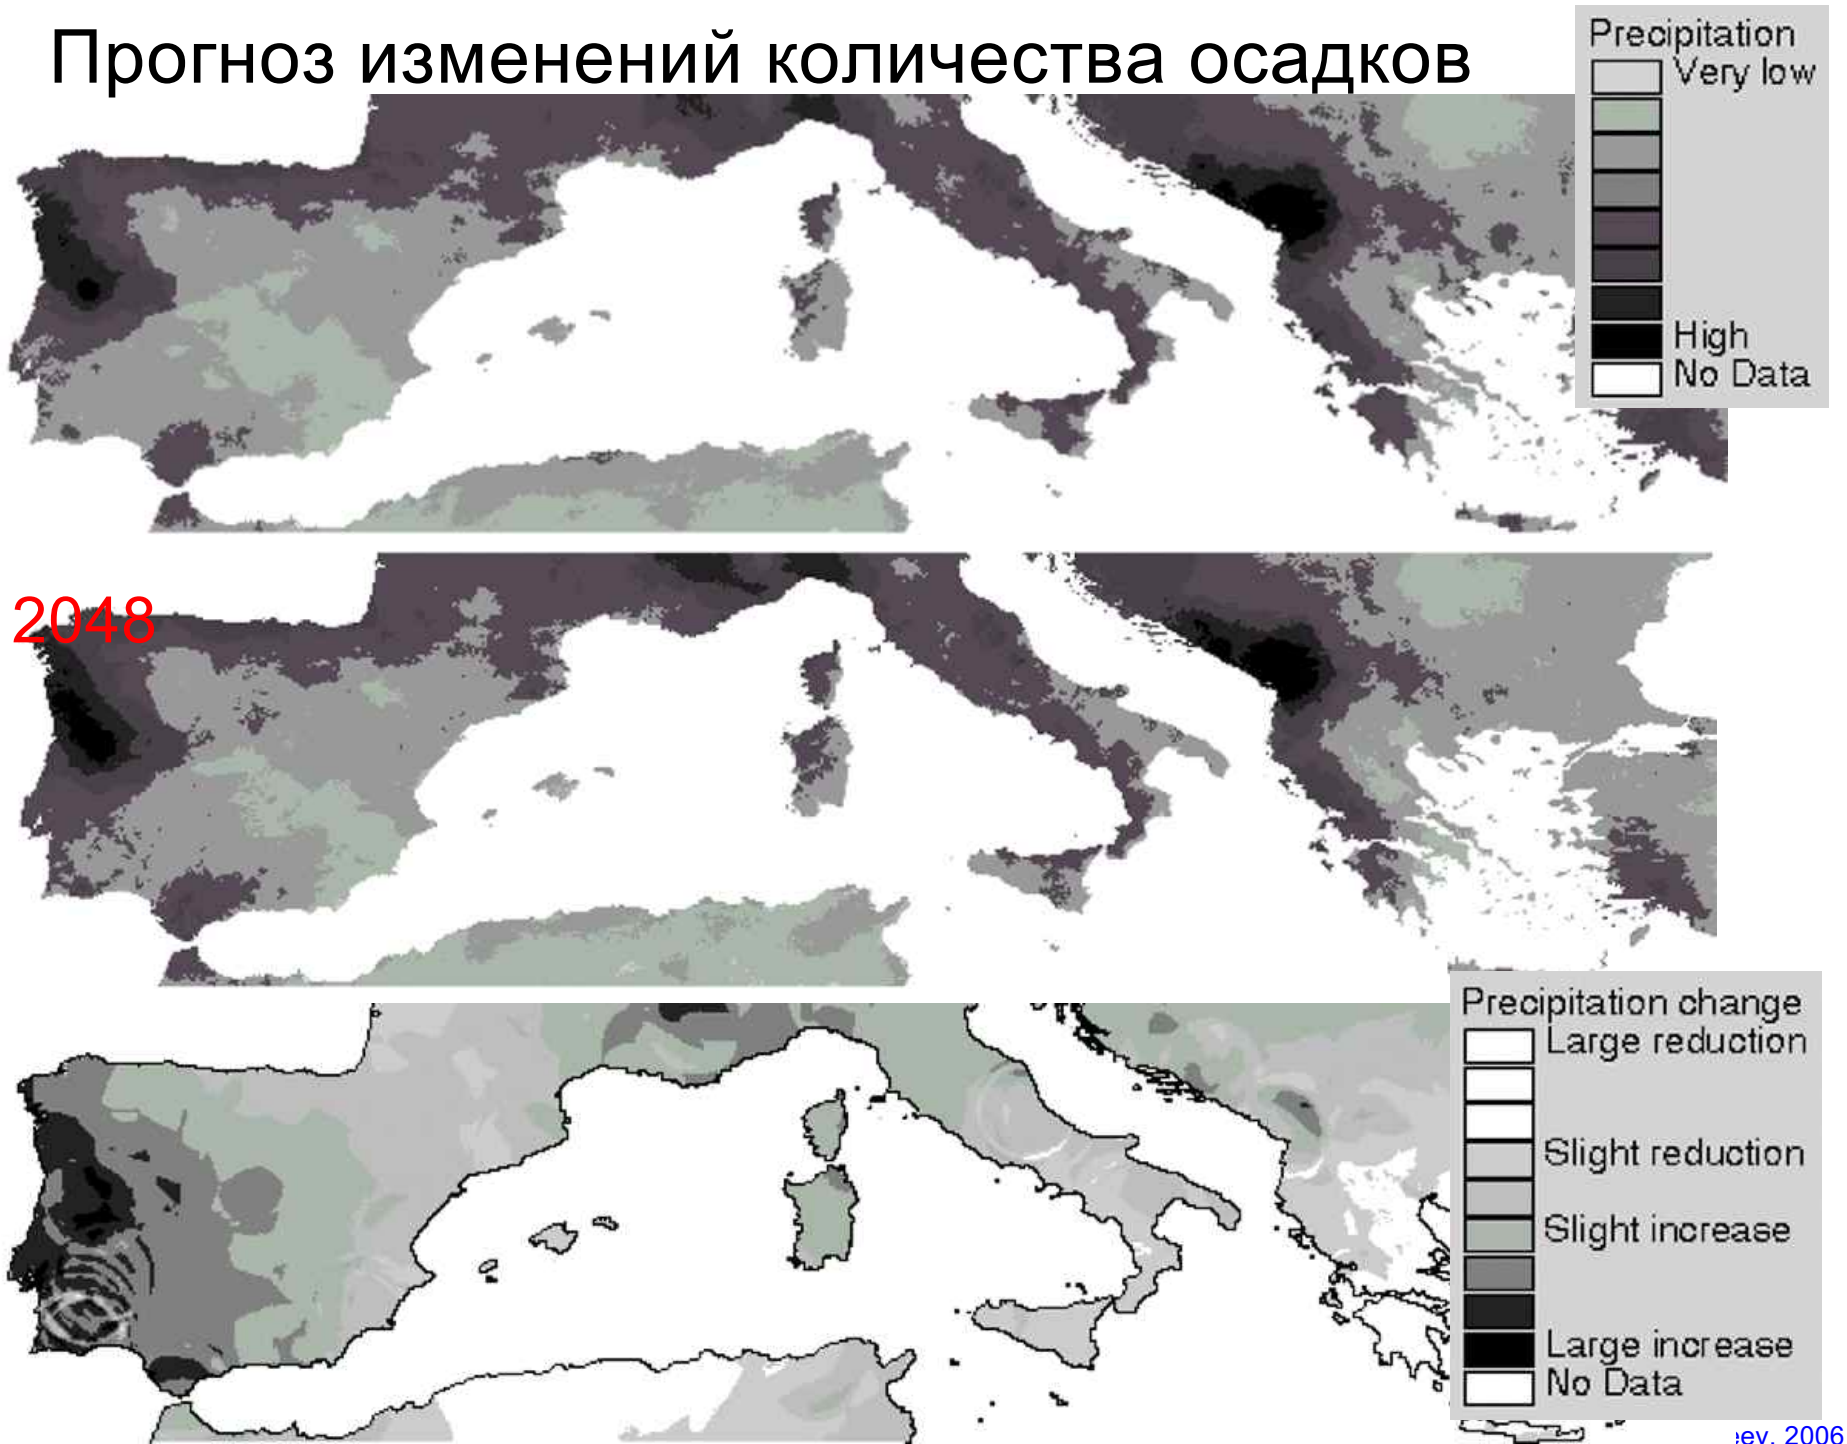 Прогноз изменений количества осадков
Precipitation
Very low
High
No Data
2048
Precipitation change
Large reduction
Slight reduction
Slight increase
Large increase
No Data
2006